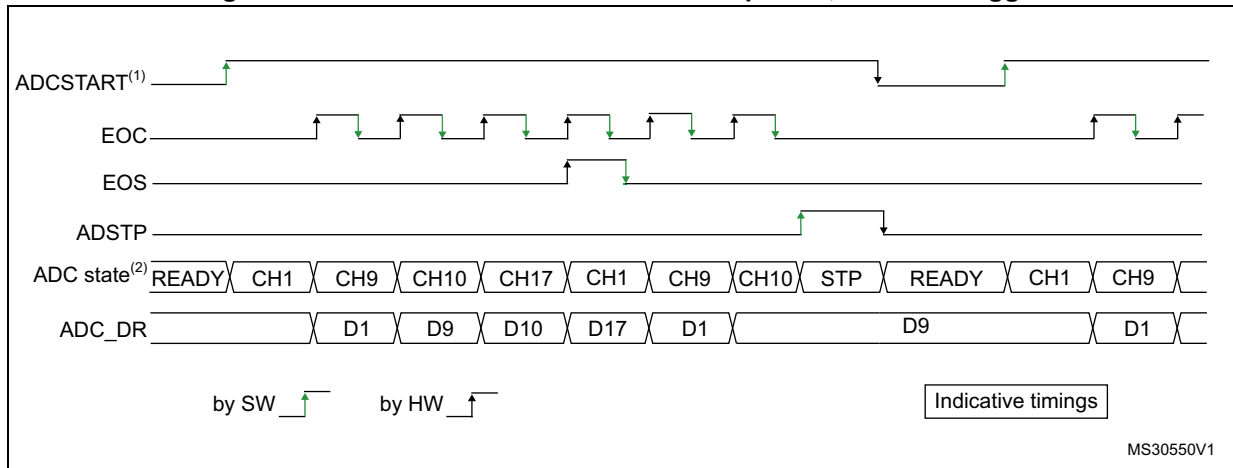 ADCSTART(1)
EOC
EOS
ADSTP
ADC state(2) READY CH1 CH9 CH10 CH17 CH1 CH9 CH10 STP READY CH1 CH9
ADC_DR D1 D9 D10 D17 D1 D9 D1
by SW by HW Indicative timings
MS30550V1